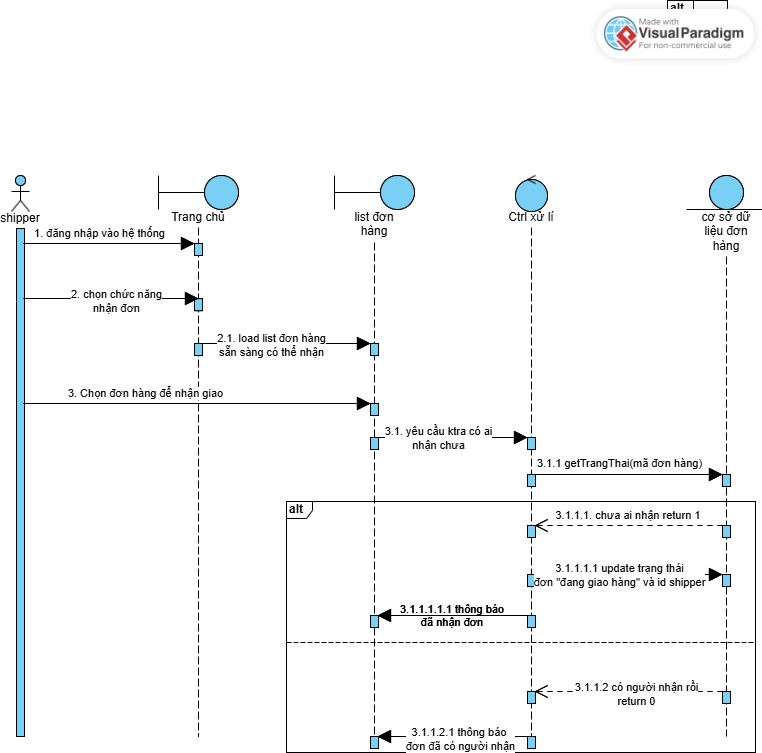 alt
Made with
VisualParadigm
For non-commercial use
shipper
Trang chủ
list đơn
hàng
Ctrl xử lí
cơ sở dữ
liệu đơn
hàng
1. đăng nhập vào hệ thống
2. chọn chức năng
nhận đơn
2.1. load list đơn hàng
sẵn sàng có thể nhận
3. Chọn đơn hàng để nhận giao
3.1. yêu cầu ktra có ai
nhận chưa
3.1.1 getTrangThai(mã đơn hàng)
alt
3.1.1.1. chưa ai nhận return 1
3.1.1.1.1 update trạng thái
đơn "đang giao hàng" và id shipper
3.1.1.1.1.1 thông báo
đã nhận đơn
3.1.1.2 có người nhận rồi
return 0
3.1.1.2.1 thông báo
đơn đã có người nhận